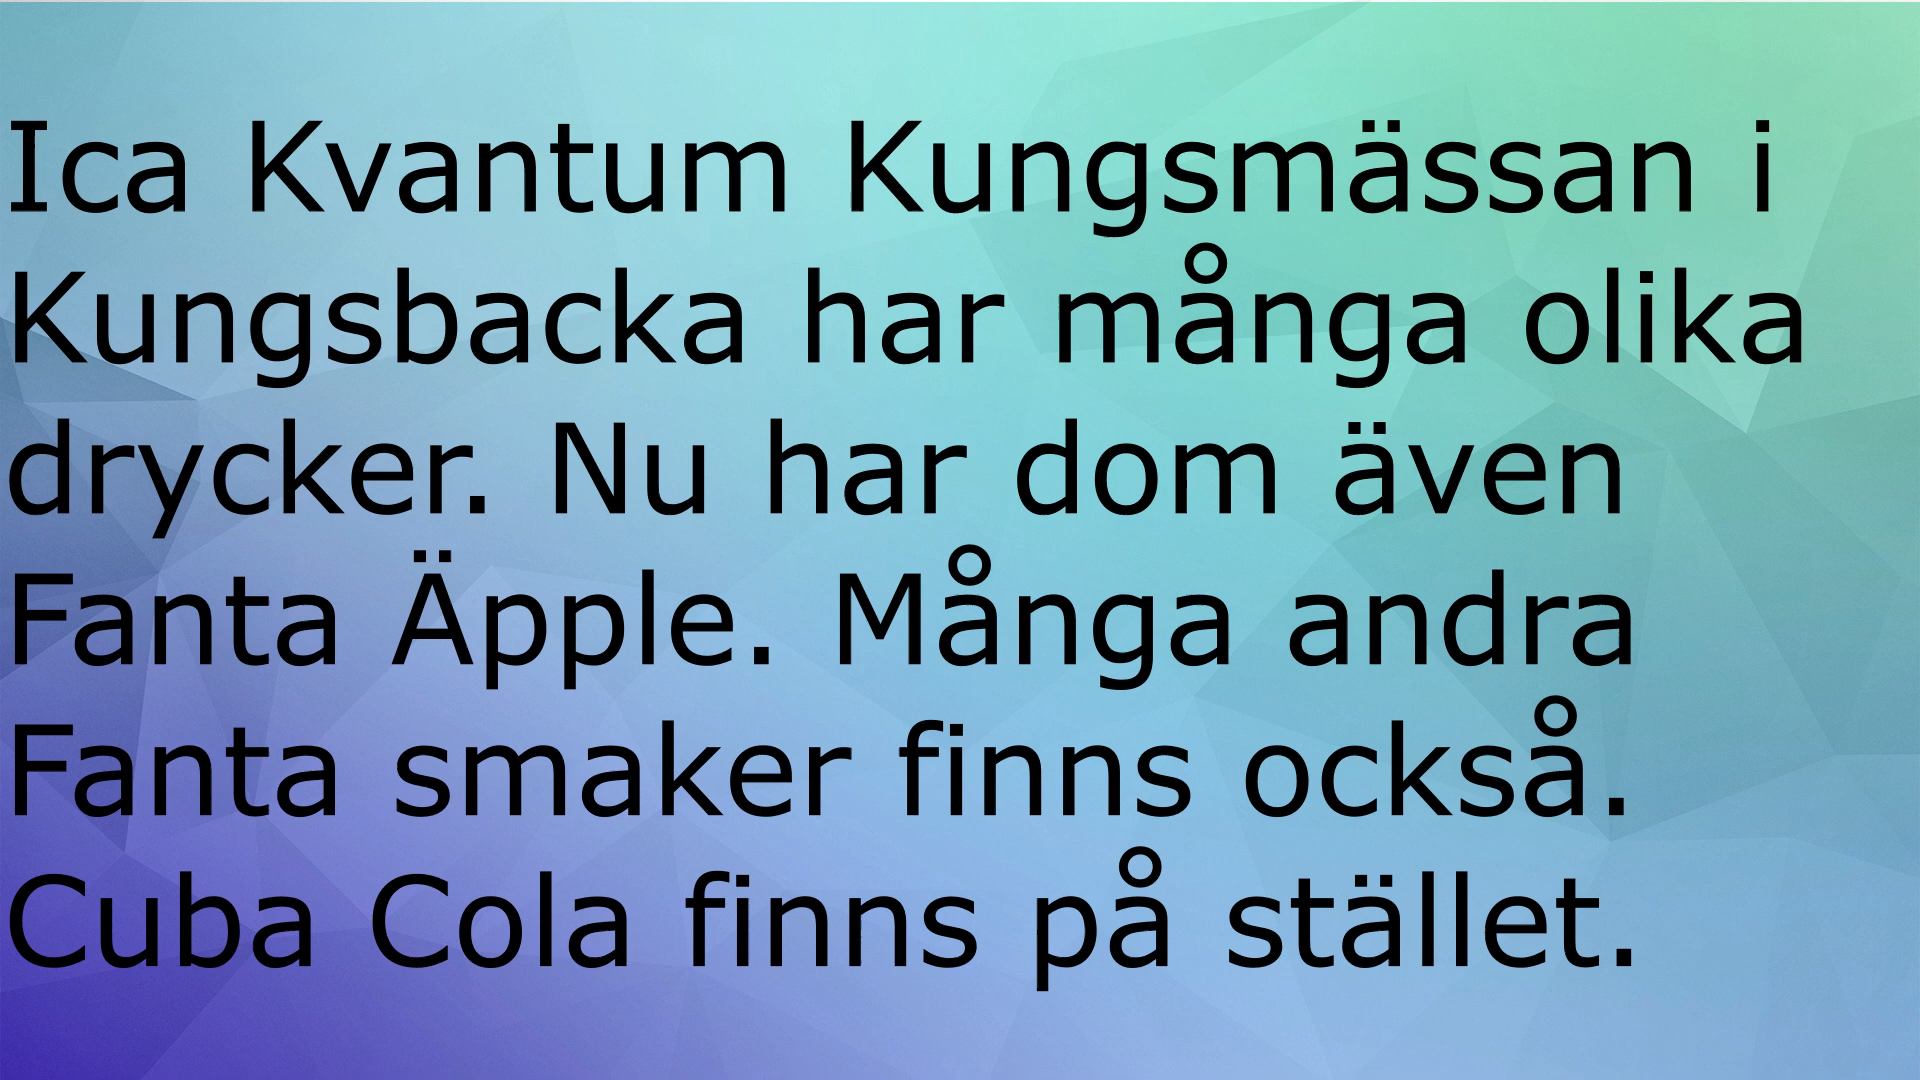 Ica Kvantum Kungsmässan i
Kungsbacka har många olika
drycker. Nu har dom även
Fanta Äpple. Många andra
Fanta smaker finns också.
Cuba Cola finns på stället.